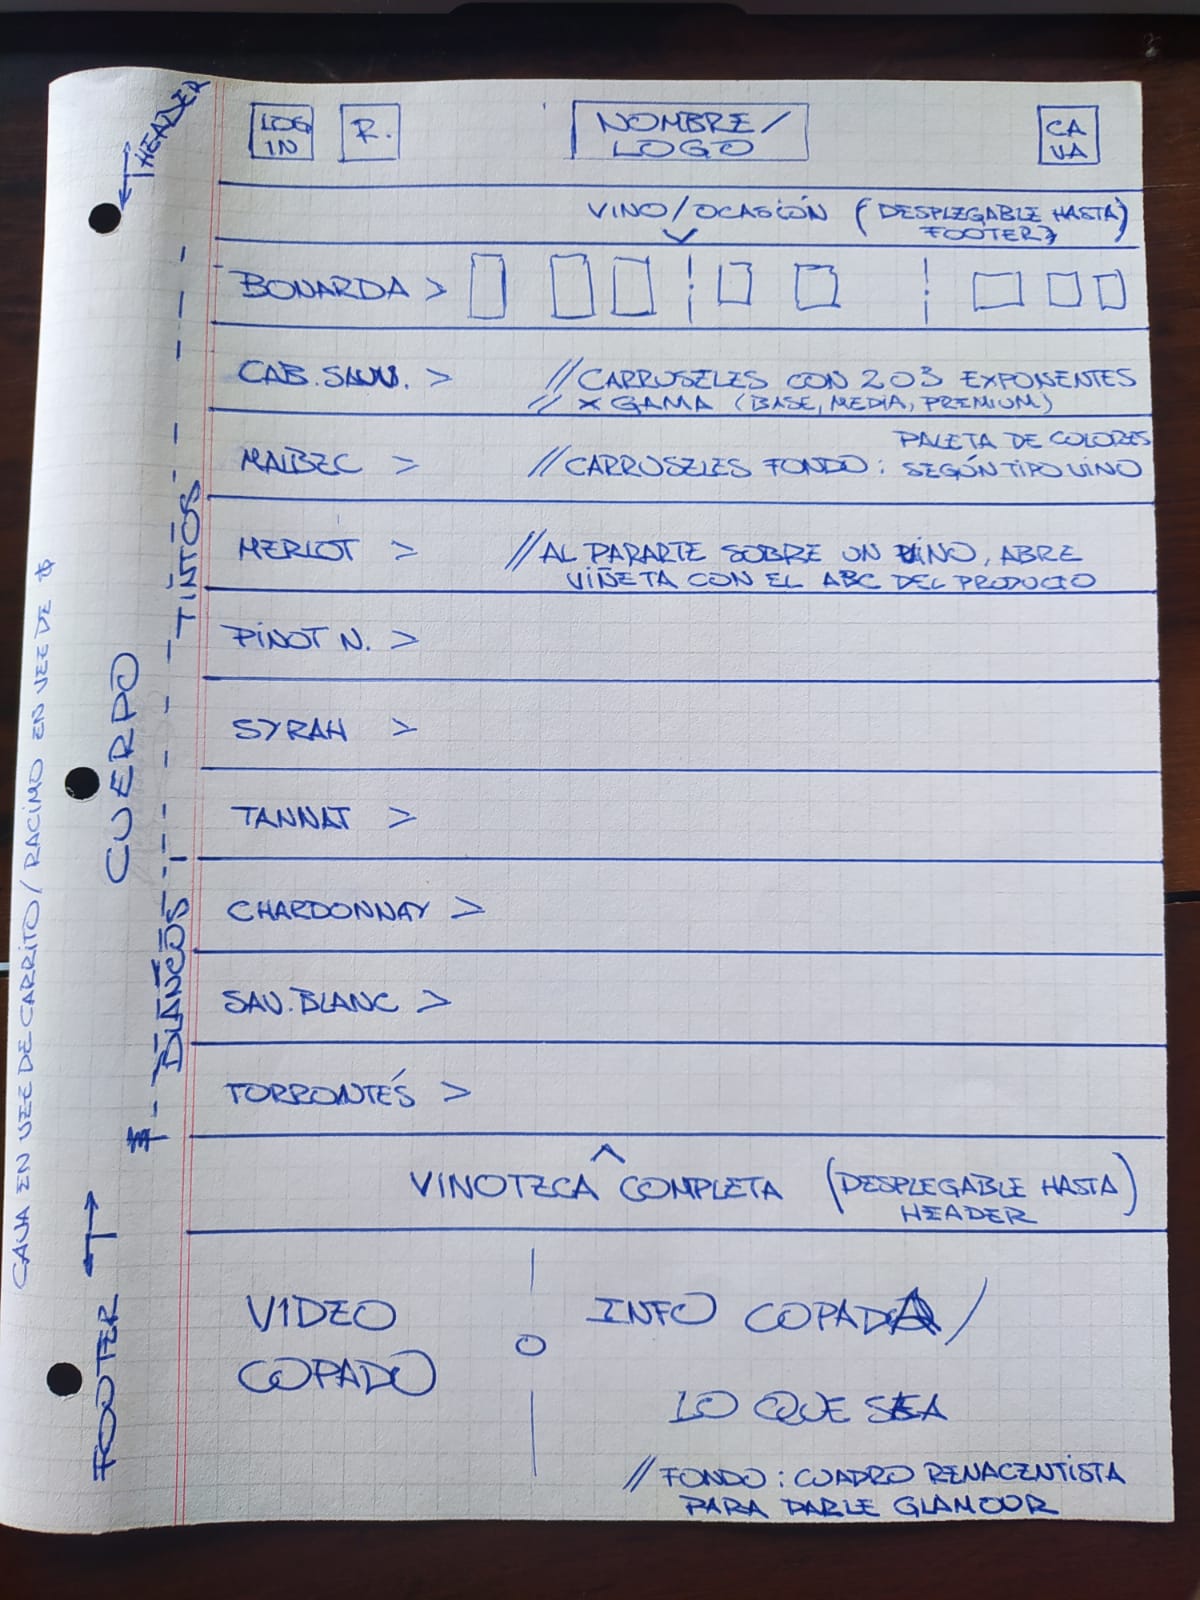 HEADER
LOG
IN
R.
NOMBRE/
LOGO
CA
VA
VINO/OCASIÓN (DESPLEGABLE HASTA)
FOOTER
BONARDA >
CAB. SAUV. > //CARRUSELES CON 2 O 3 EXPONENTES
// X GAMA (BASE, MEDIA, PREMIUM)
PALETA DE COLORES
MALBEC > //CARRUSELES FONDO: SEGÚN TIPO VINO
MERLOT > //AL PARARTE SOBRE UN VINO, ABRE
VIÑETA CON EL ABC DEL PRODUCTO
PINOT N. >
SYRAH >
TANNAT >
CHARDONNAY >
SAU. BLANC >
TORRONTÉS >
VINOTECA COMPLETA (DESPLEGABLE HASTA)
HEADER
VIDEO
COPADO
O
INFO COPADA/
LO QUE SEA
//FONDO: CUADRO RENACENTISTA
PARA DARLE GLAMOUR
TINTOS
BLANCOS
CUERPO
FOOTER
CAVA EN VEZ DE CARRITO/RACIMO EN VEZ DE $